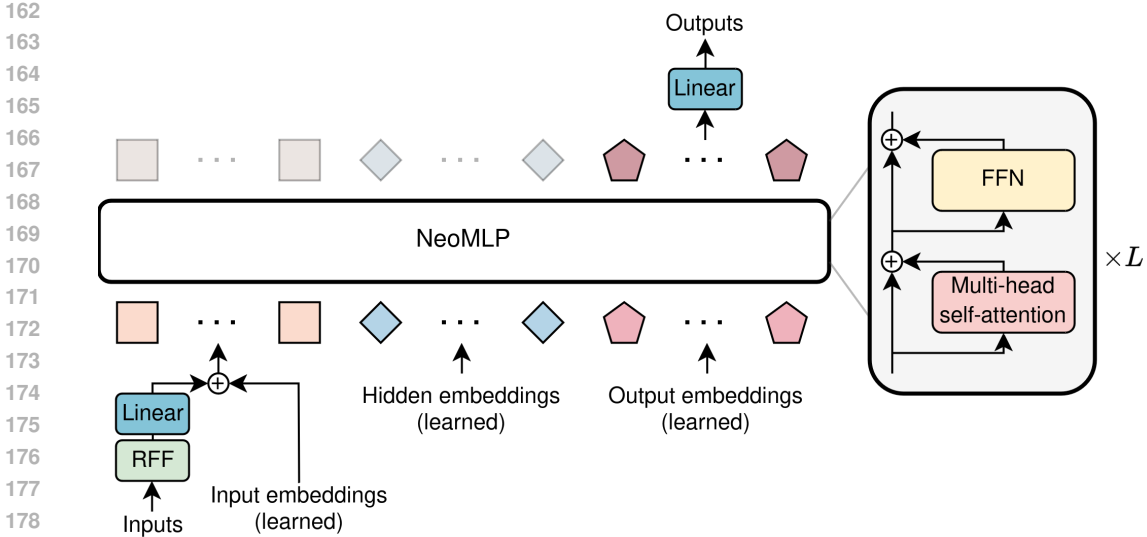 162
163
164
165
166
167
168
169
170
171
172
173
174
175
176
177
178
Outputs
Linear
NeoMLP
FFN
Multi-head
self-attention
×L
Hidden embeddings
(learned)
Output embeddings
(learned)
Linear
RFF
Input embeddings
(learned)
Inputs